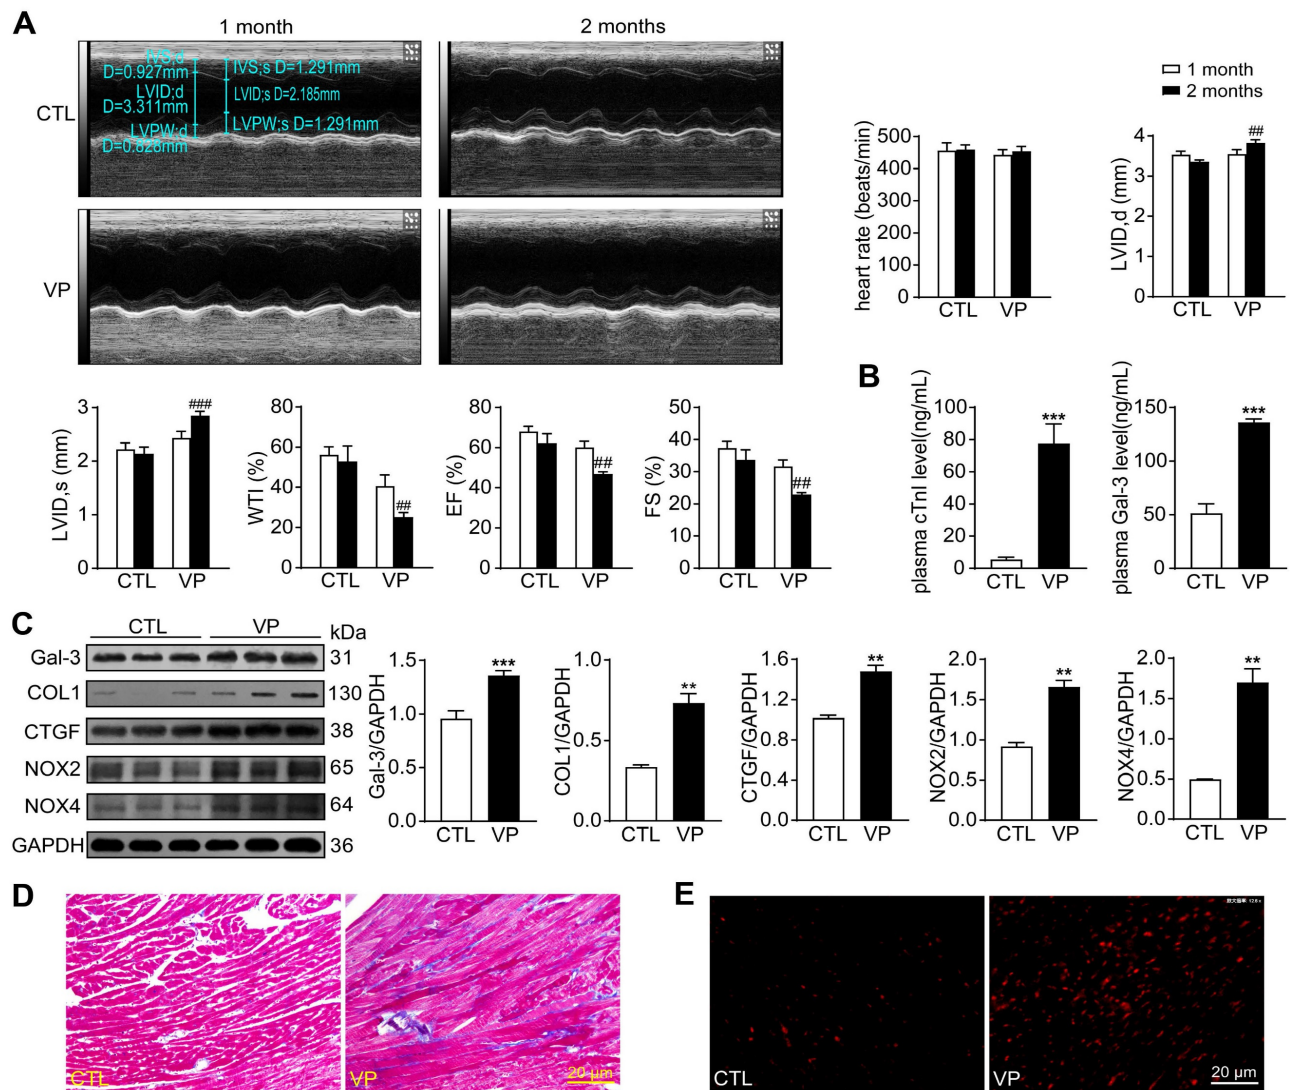 A
1 month
2 months
CTL
IVS;d
D=0.927mm
LVID;d
D=3.311mm
LVPW;d
D=0.828mm
IVS;s D=1.291mm
LVID;s D=2.185mm
LVPW;s D=1.291mm
VP
1 month
2 months
heart rate (beats/min)
500
400
300
200
100
0
CTL VP
LVID,d (mm)
4
3
2
1
0
##
CTL VP
LVID,s (mm)
3
2
1
0
###
CTL VP
WTI (%)
80
60
40
20
0
##
CTL VP
EF (%)
80
60
40
20
0
##
CTL VP
FS (%)
50
40
30
20
10
0
##
CTL VP
B
plasma cTnI level(ng/mL)
100
80
60
40
20
0
***
CTL VP
plasma Gal-3 level(ng/mL)
150
100
50
0
***
CTL VP
C
CTL VP kDa
Gal-3 31
COL1 130
CTGF 38
NOX2 65
NOX4 64
GAPDH 36
Gal-3/GAPDH
1.5
1.0
0.5
0.0
***
CTL VP
COL1/GAPDH
1.0
0.5
0.0
**
CTL VP
CTGF/GAPDH
1.6
1.2
0.8
0.4
0.0
**
CTL VP
NOX2/GAPDH
2.0
1.5
1.0
0.5
0.0
**
CTL VP
NOX4/GAPDH
2.0
1.5
1.0
0.5
0.0
**
CTL VP
D
CTL
VP
20 μm
E
CTL
VP
20 μm